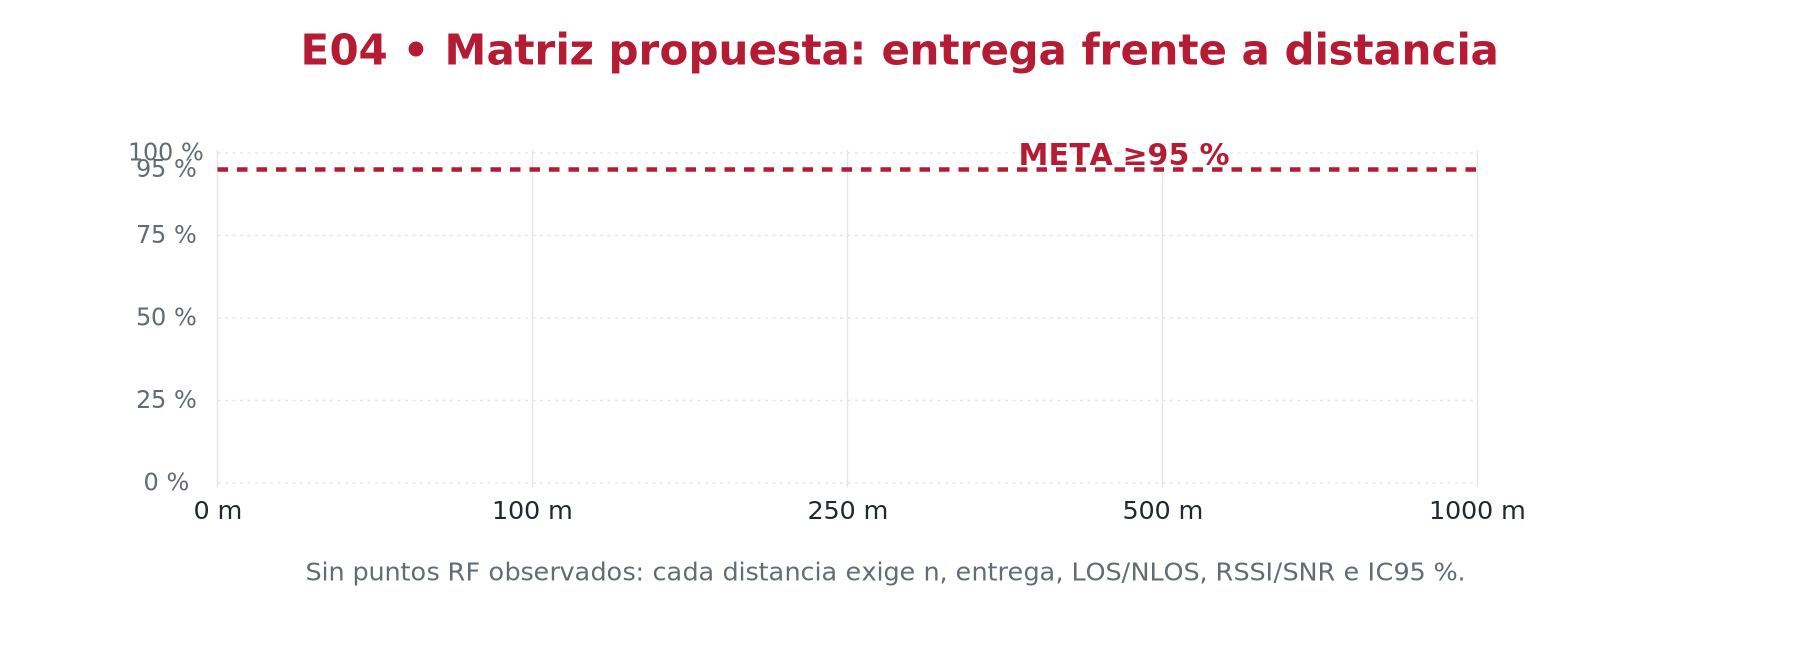 E04 • Matriz propuesta: entrega frente a distancia
100 %
META ≥95 %
95 %
75 %
50 %
25 %
0 %
0 m 100 m 250 m 500 m 1000 m
Sin puntos RF observados: cada distancia exige n, entrega, LOS/NLOS, RSSI/SNR e IC95 %.